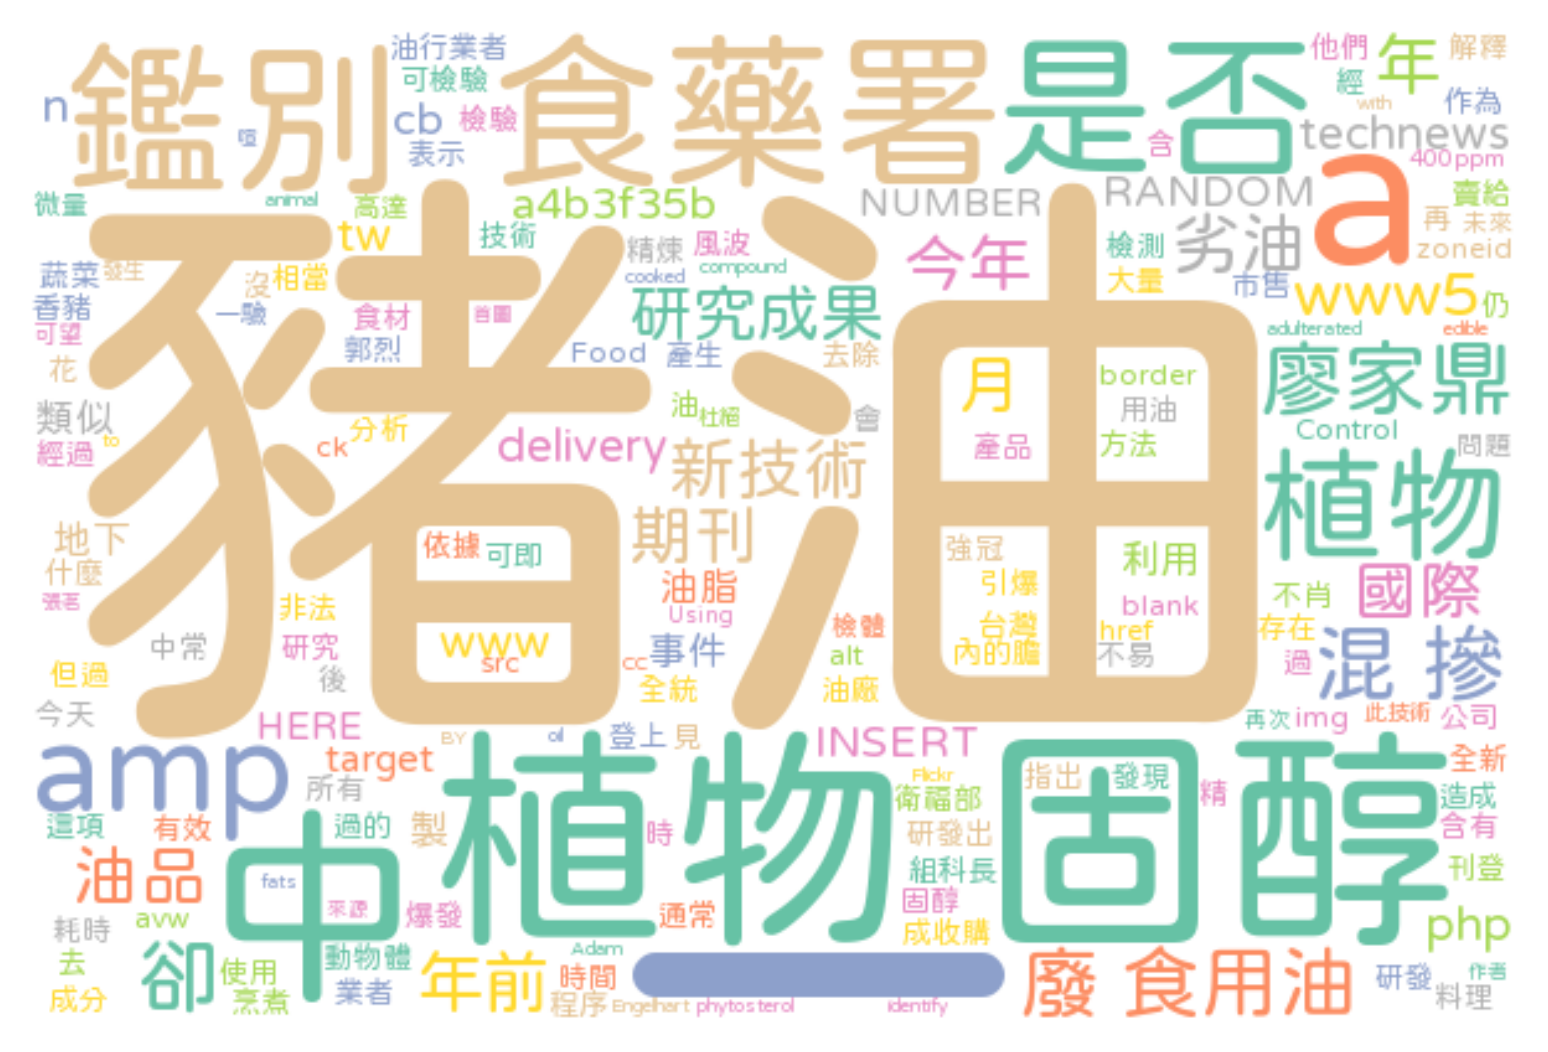 鑑別
食藥署
是否
油行業者
可檢驗
n
cb
檢驗
表示
他們
年
解釋
經
with
作為
technews
含
400ppm
微量
animal
高達
a4b3f35b
NUMBER
RANDOM
a
賣給
再
未來
zoneid
tw
技術
精煉
風波
今年
檢測
劣油
蔬菜
發生
沒
相當
cooked
compound
大量
市售
www5
仍
香豬
一驗
食材
首圖
研究成果
adulterated
edible
可望
郭烈
Food
產生
去除
廖家鼎
花
豬油
月
border
類似
油
杜絕
會
用油
Control
經過
to
ck
分析
delivery
新技術
產品
方法
問題
植物
地下
期刊
依據
可即
強冠
利用
什麼
油脂
引爆
國際
不肖
非法
Using
blank
中常
研究
www
src
事件
檢體
台灣
href
存在
cc
alt
內的膽
不易
過
混
摻
但過
後
全統
油廠
今天
HERE
再次
img
此技術
公司
amp
target
BY
oil
登上
見
INSERT
植物固醇
全新
所有
Flickr
指出
發現
衛福部
精
造成
這項
有效
過的
製
時
研發出
含有
油品
中
fats
組科長
刊登
來源
爆發
通常
固醇
avw
php
耗時
成收購
卻
動物體
Adam
去
使用
年前
時間
廢
食用油
研發
作者
成分
烹煮
業者
程序
Engelhart
phytosterol
identify
料理